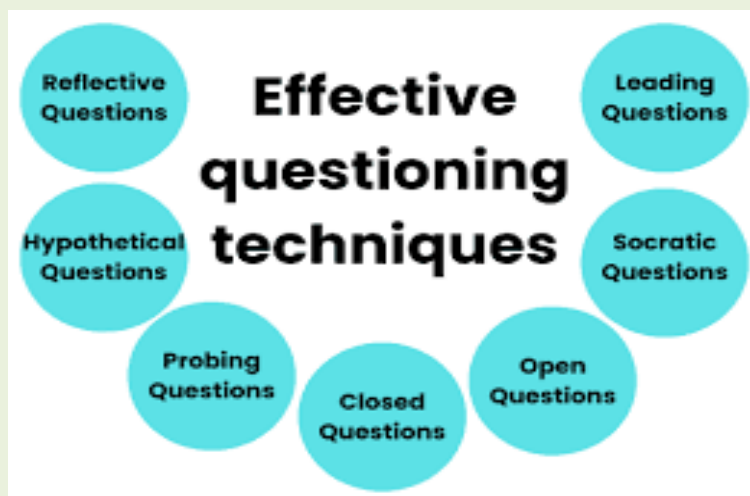 Effective
questioning
techniques
Reflective
Questions
Hypothetical
Questions
Probing
Questions
Closed
Questions
Open
Questions
Socratic
Questions
Leading
Questions